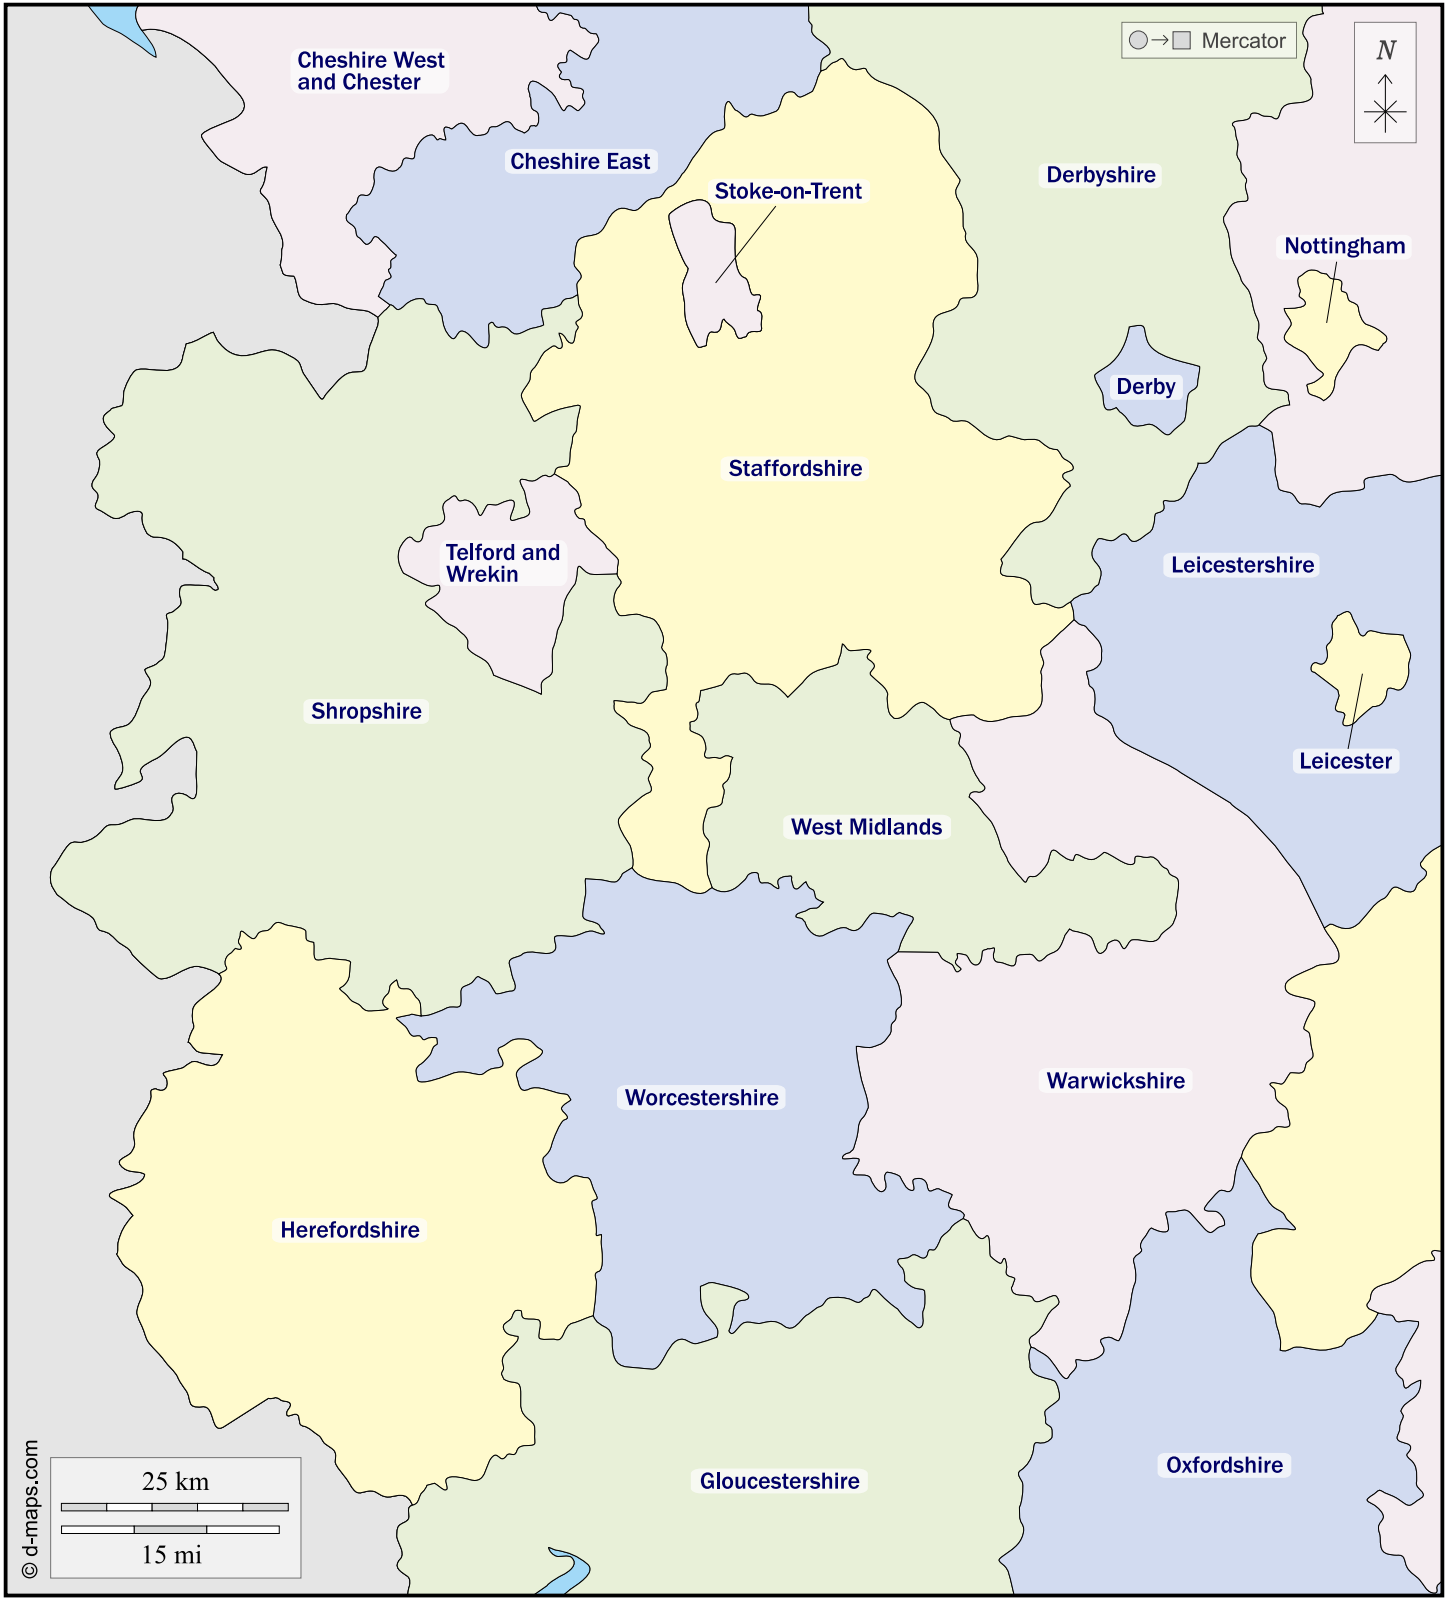 Cheshire West
and Chester
Mercator
N
Cheshire East
Derbyshire
Stoke-on-Trent
Nottingham
Derby
Staffordshire
Telford and
Wrekin
Leicestershire
Shropshire
Leicester
West Midlands
Warwickshire
Worcestershire
Herefordshire
Oxfordshire
Gloucestershire
25 km
15 mi
© d-maps.com